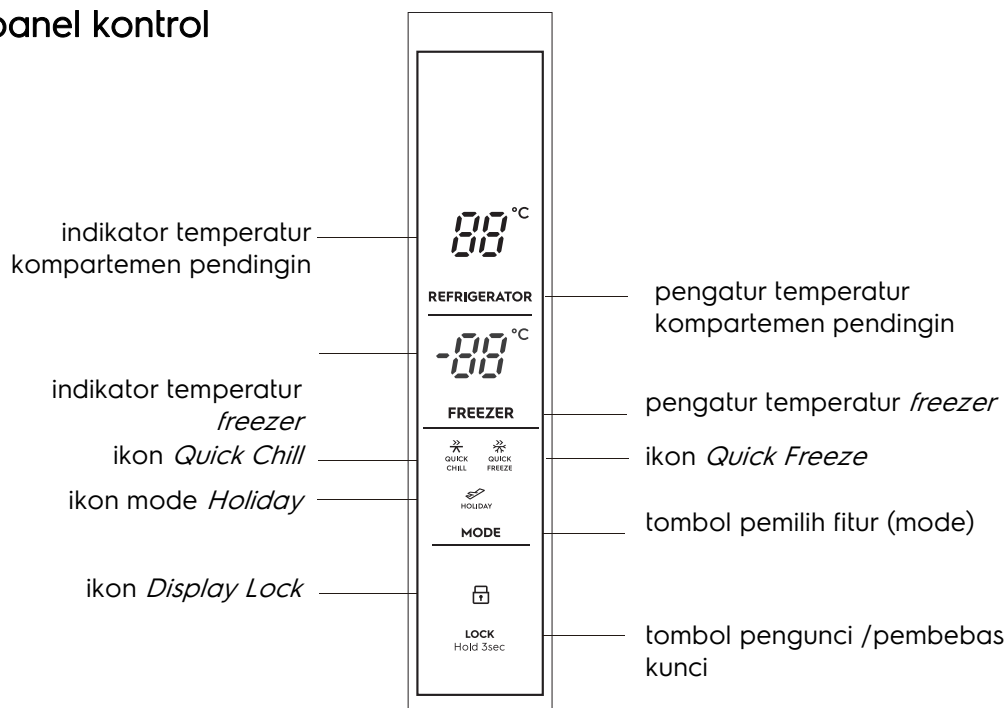 panel kontrol
indikator temperatur
kompartemen pendingin
88 °C
REFRIGERATOR
pengatur temperatur
kompartemen pendingin
-88 °C
indikator temperatur
freezer
FREEZER
pengatur temperatur freezer
ikon Quick Chill
QUICK
CHILL
QUICK
FREEZE
ikon Quick Freeze
ikon mode Holiday
HOLIDAY
MODE
tombol pemilih fitur (mode)
ikon Display Lock
LOCK
Hold 3sec
tombol pengunci /pembebas
kunci